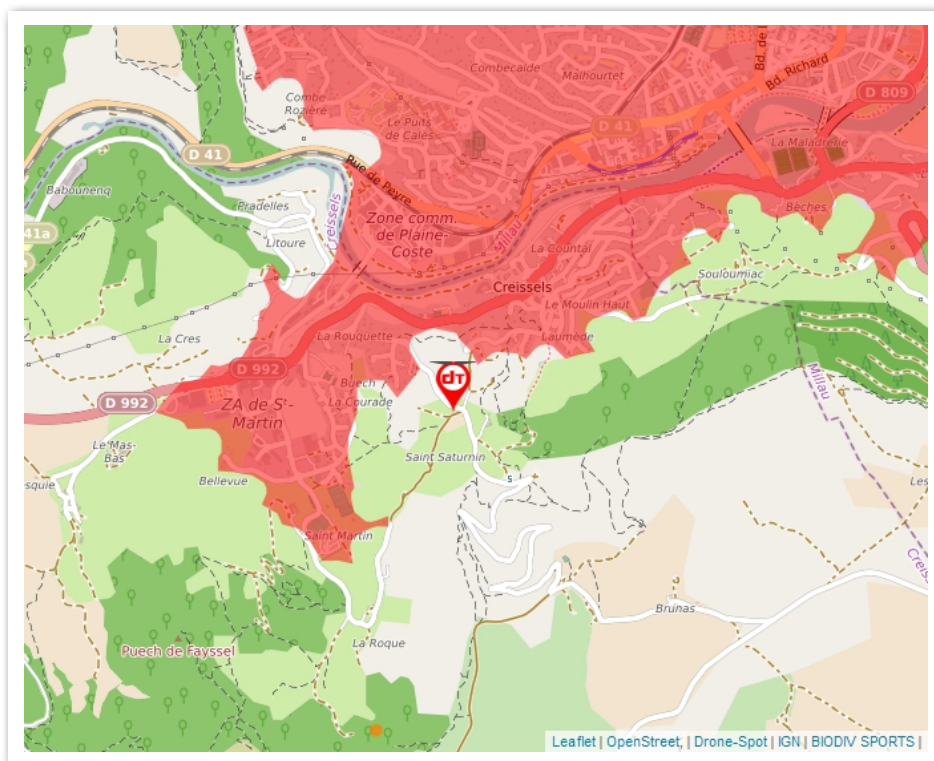 Combecalde
Malhourtet
Bd. de
Bd. Richard
D 809
Combe
Rozière
Le Puits
de Calès
D 41
La Maladrerie
D 41
Rue de Peyre
Babounenq
Pradelles
Creissels
Zone comm.
de Plaine-
Coste
Millau
Bèches
41a
Litoure
La Countal
Souloumiac
Creissels
Le Moulin Haut
La Cres
La Rouquette
Laumède
D 992
Buech
La Courade
dT
Millau
D 992
ZA de S
t
-
Martin
Le Mas-
Bas
Saint Saturnin
esquie
Bellevue
s
Les
Saint Martin
Creiss
Brunas
La Roque
Puech de Fayssel
Leaflet | OpenStreet, | Drone-Spot | IGN | BIODIV SPORTS |